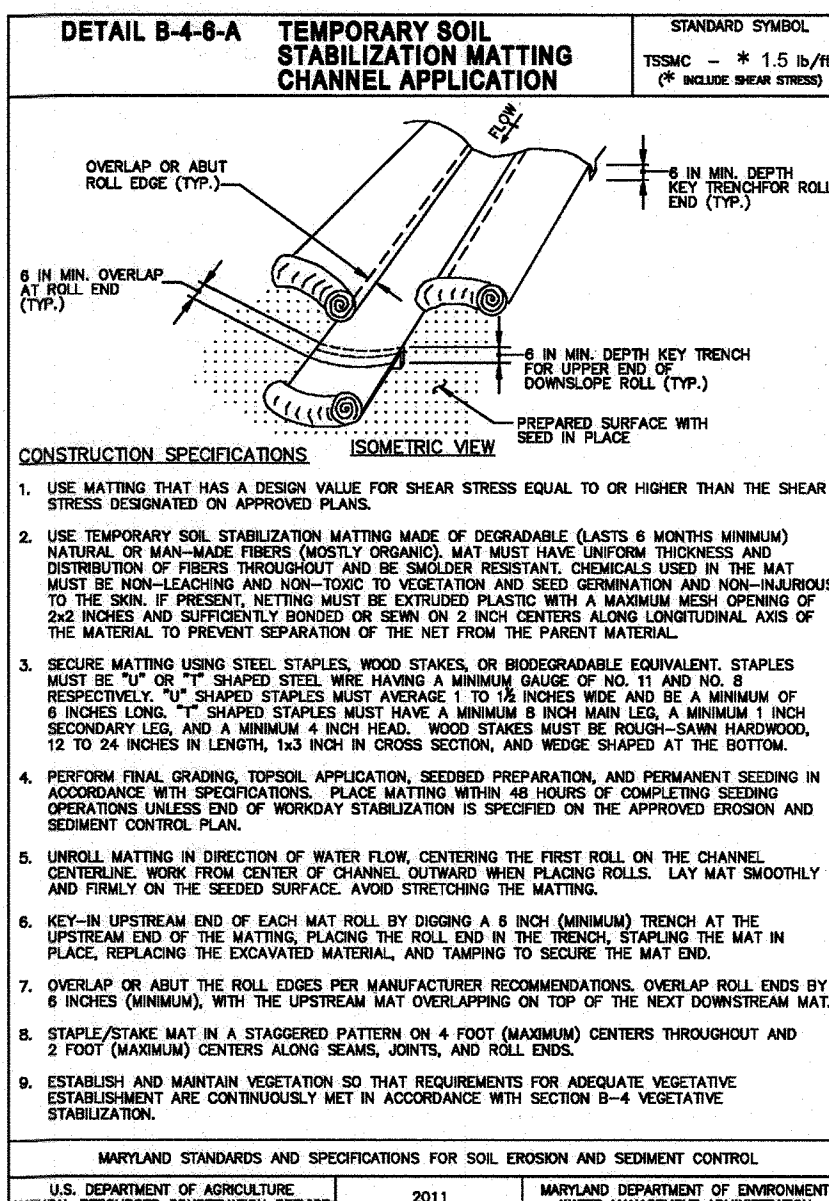 DETAIL B-4-6-A
TEMPORARY SOIL
STABILIZATION MATTING
CHANNEL APPLICATION
STANDARD SYMBOL
TSSMC - * 1.5 lb/ft
(* INCLUDE SHEAR STRESS)
FLOW
OVERLAP OR ABUT
ROLL EDGE (TYP.)
6 IN MIN. DEPTH
KEY TRENCHFOR ROLL
END (TYP.)
6 IN MIN. OVERLAP
AT ROLL END
(TYP.)
6 IN MIN. DEPTH KEY TRENCH
FOR UPPER END OF
DOWNSLOPE ROLL (TYP.)
PREPARED SURFACE WITH
SEED IN PLACE
ISOMETRIC VIEW
CONSTRUCTION SPECIFICATIONS
1. USE MATTING THAT HAS A DESIGN VALUE FOR SHEAR STRESS EQUAL TO OR HIGHER THAN THE SHEAR
STRESS DESIGNATED ON APPROVED PLANS.
2. USE TEMPORARY SOIL STABILIZATION MATTING MADE OF DEGRADABLE (LASTS 6 MONTHS MINIMUM)
NATURAL OR MAN-MADE FIBERS (MOSTLY ORGANIC). MAT MUST HAVE UNIFORM THICKNESS AND
DISTRIBUTION OF FIBERS THROUGHOUT AND BE SMOLDER RESISTANT. CHEMICALS USED IN THE MAT
MUST BE NON-LEACHING AND NON-TOXIC TO VEGETATION AND SEED GERMINATION AND NON-INJURIOUS
TO THE SKIN. IF PRESENT, NETTING MUST BE EXTRUDED PLASTIC WITH A MAXIMUM MESH OPENING OF
2x2 INCHES AND SUFFICIENTLY BONDED OR SEWN ON 2 INCH CENTERS ALONG LONGITUDINAL AXIS OF
THE MATERIAL TO PREVENT SEPARATION OF THE NET FROM THE PARENT MATERIAL.
3. SECURE MATTING USING STEEL STAPLES, WOOD STAKES, OR BIODEGRADABLE EQUIVALENT. STAPLES
MUST BE "U" OR "T" SHAPED STEEL WIRE HAVING A MINIMUM GAUGE OF NO. 11 AND NO. 8
RESPECTIVELY. "U" SHAPED STAPLES MUST AVERAGE 1 TO 1½ INCHES WIDE AND BE A MINIMUM OF
6 INCHES LONG. "T" SHAPED STAPLES MUST HAVE A MINIMUM 8 INCH MAIN LEG, A MINIMUM 1 INCH
SECONDARY LEG, AND A MINIMUM 4 INCH HEAD. WOOD STAKES MUST BE ROUGH-SAWN HARDWOOD,
12 TO 24 INCHES IN LENGTH, 1x3 INCH IN CROSS SECTION, AND WEDGE SHAPED AT THE BOTTOM.
4. PERFORM FINAL GRADING, TOPSOIL APPLICATION, SEEDBED PREPARATION, AND PERMANENT SEEDING IN
ACCORDANCE WITH SPECIFICATIONS. PLACE MATTING WITHIN 48 HOURS OF COMPLETING SEEDING
OPERATIONS UNLESS END OF WORKDAY STABILIZATION IS SPECIFIED ON THE APPROVED EROSION AND
SEDIMENT CONTROL PLAN.
5. UNROLL MATTING IN DIRECTION OF WATER FLOW, CENTERING THE FIRST ROLL ON THE CHANNEL
CENTERLINE. WORK FROM CENTER OF CHANNEL OUTWARD WHEN PLACING ROLLS. LAY MAT SMOOTHLY
AND FIRMLY ON THE SEEDED SURFACE. AVOID STRETCHING THE MATTING.
6. KEY-IN UPSTREAM END OF EACH MAT ROLL BY DIGGING A 6 INCH (MINIMUM) TRENCH AT THE
UPSTREAM END OF THE MATTING, PLACING THE ROLL END IN THE TRENCH, STAPLING THE MAT IN
PLACE, REPLACING THE EXCAVATED MATERIAL, AND TAMPING TO SECURE THE MAT END.
7. OVERLAP OR ABUT THE ROLL EDGES PER MANUFACTURER RECOMMENDATIONS. OVERLAP ROLL ENDS BY
6 INCHES (MINIMUM), WITH THE UPSTREAM MAT OVERLAPPING ON TOP OF THE NEXT DOWNSTREAM MAT.
8. STAPLE/STAKE MAT IN A STAGGERED PATTERN ON 4 FOOT (MAXIMUM) CENTERS THROUGHOUT AND
2 FOOT (MAXIMUM) CENTERS ALONG SEAMS, JOINTS, AND ROLL ENDS.
9. ESTABLISH AND MAINTAIN VEGETATION SO THAT REQUIREMENTS FOR ADEQUATE VEGETATIVE
ESTABLISHMENT ARE CONTINUOUSLY MET IN ACCORDANCE WITH SECTION B-4 VEGETATIVE
STABILIZATION.
MARYLAND STANDARDS AND SPECIFICATIONS FOR SOIL EROSION AND SEDIMENT CONTROL
U.S. DEPARTMENT OF AGRICULTURE
2011
MARYLAND DEPARTMENT OF ENVIRONMENT